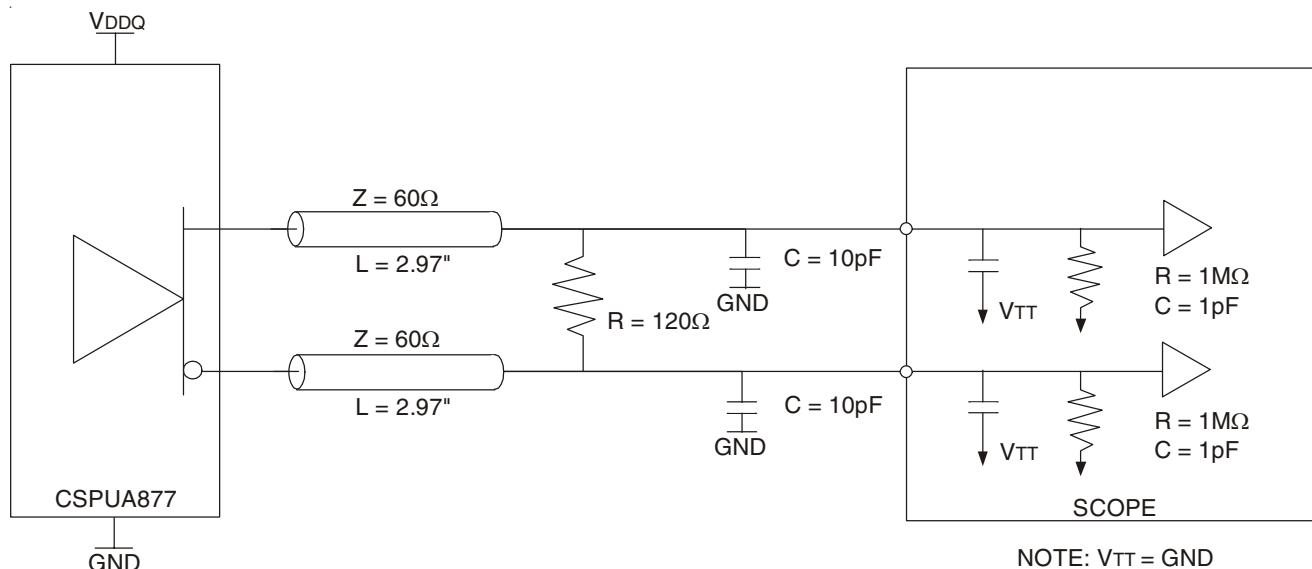 VDDQ
Z = 60Ω
L = 2.97"
C = 10pF
GND
R = 120Ω
VTT
R = 1MΩ
C = 1pF
Z = 60Ω
L = 2.97"
C = 10pF
GND
VTT
R = 1MΩ
C = 1pF
CSPUA877
SCOPE
GND
NOTE: VTT = GND